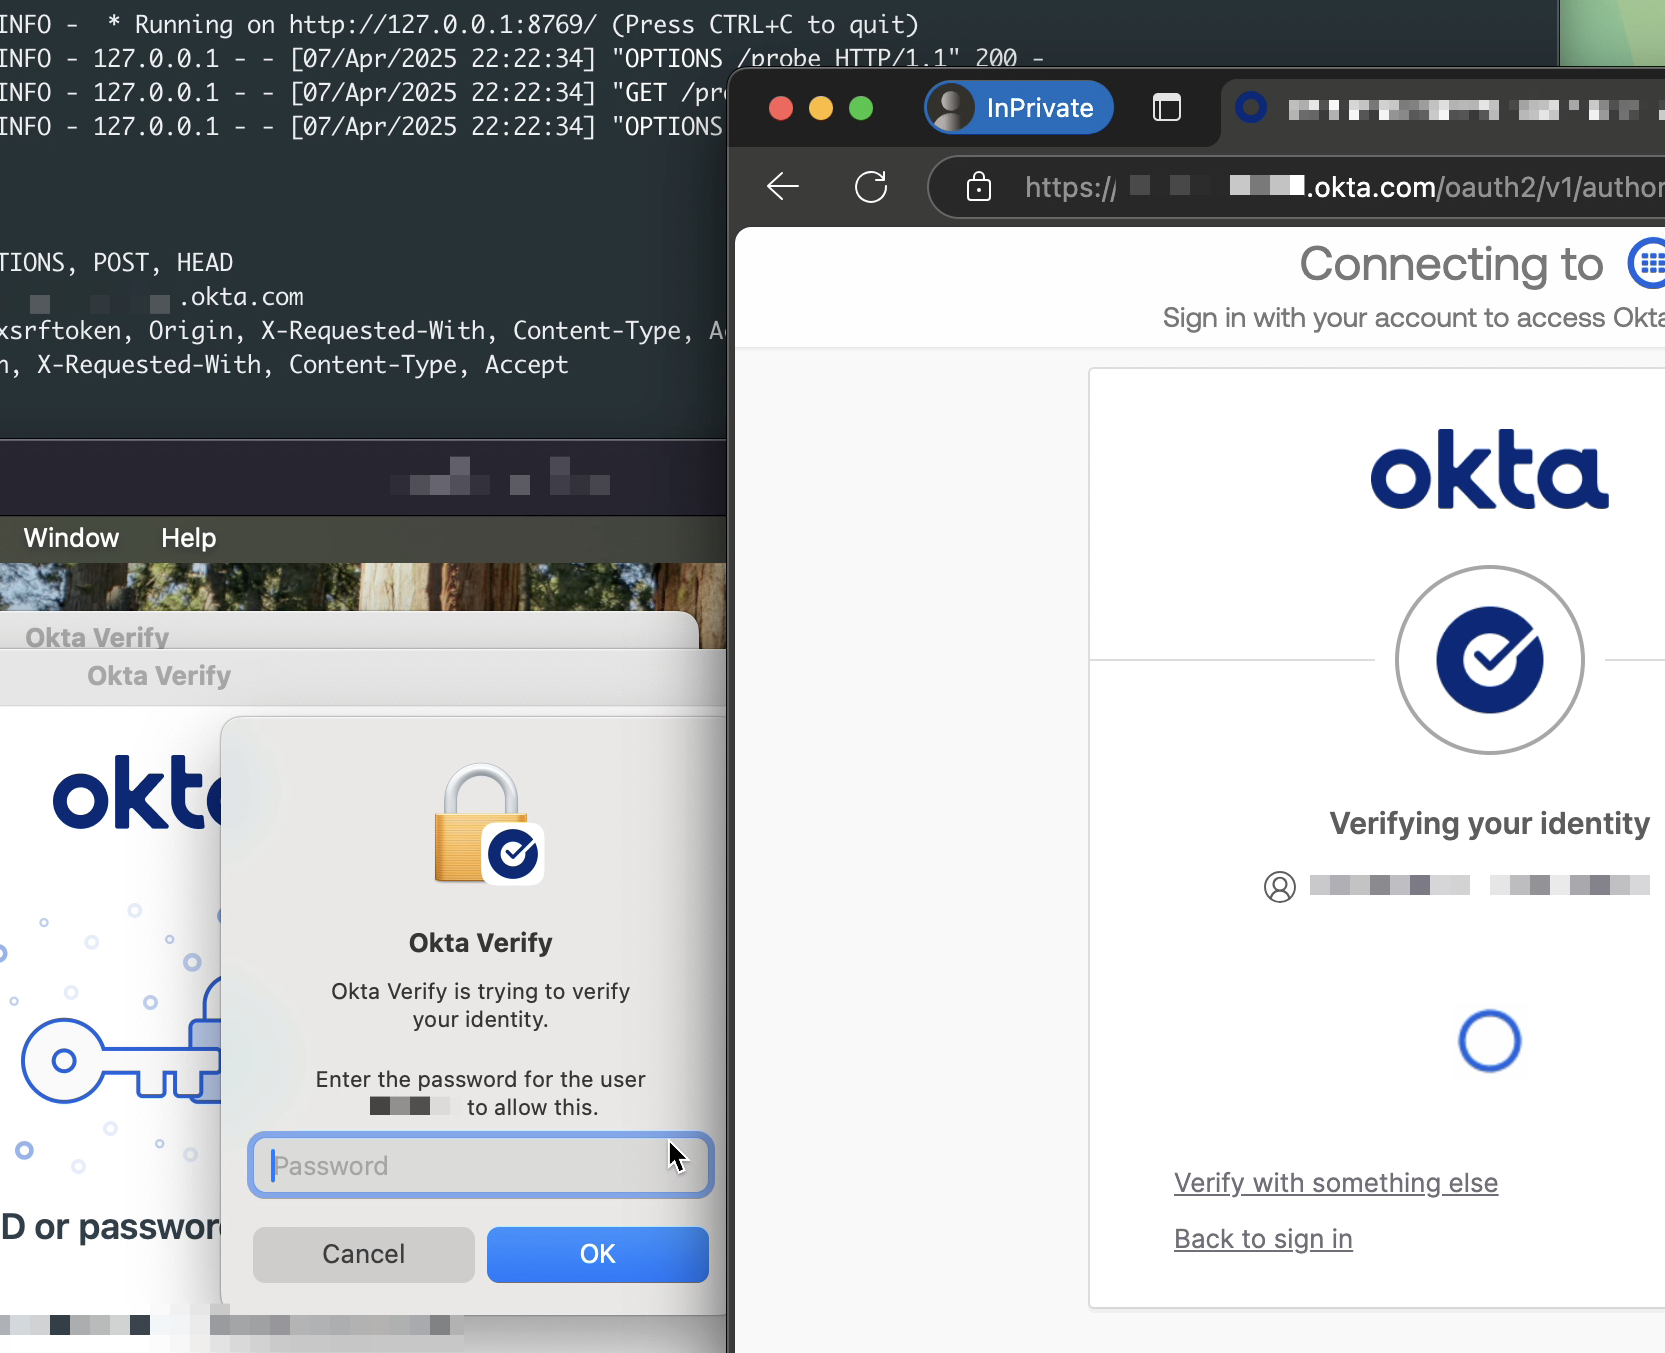 INFO -  * Running on http://127.0.0.1:8769/ (Press CTRL+C to quit)
INFO - 127.0.0.1 - - [07/Apr/2025 22:22:34] "OPTIONS /probe HTTP/1.1" 200 -
INFO - 127.0.0.1 - - [07/Apr/2025 22:22:34] "GET /pr
INFO - 127.0.0.1 - - [07/Apr/2025 22:22:34] "OPTIONS
TIONS, POST, HEAD
.okta.com
xsrftoken, Origin, X-Requested-With, Content-Type, A
n, X-Requested-With, Content-Type, Accept
Window Help
Okta Verify
Okta Verify
okta
D or password
Okta Verify
Okta Verify is trying to verify
your identity.
Enter the password for the user
to allow this.
Password
Cancel OK
InPrivate
https:// .okta.com/oauth2/v1/author
Connecting to
Sign in with your account to access Okta
okta
Verifying your identity
Verify with something else
Back to sign in